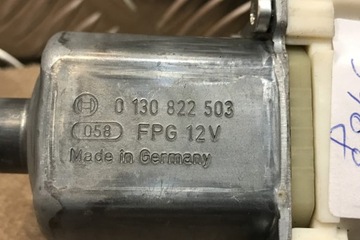 0 130 822 503
058 FPG 12V
Made in Germany